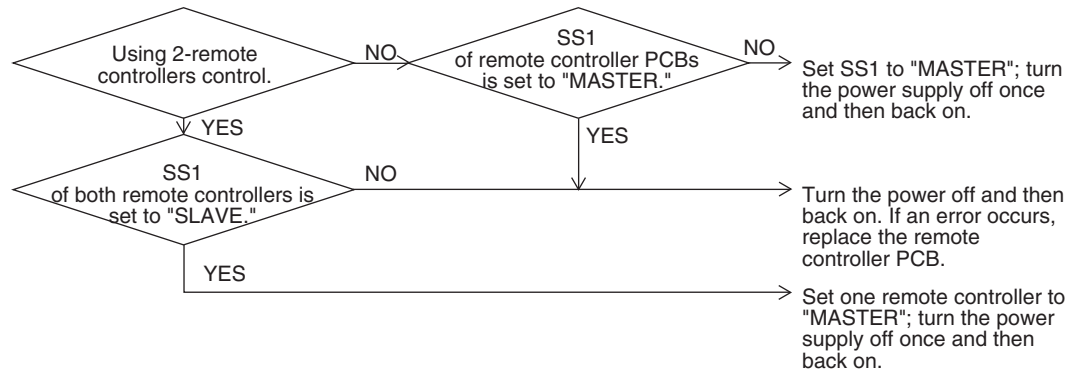 Using 2-remote
controllers control.
NO
SS1
of remote controller PCBs
is set to "MASTER."
NO
Set SS1 to "MASTER"; turn
the power supply off once
and then back on.
YES
YES
SS1
of both remote controllers is
set to "SLAVE."
NO
Turn the power off and then
back on. If an error occurs,
replace the remote
controller PCB.
YES
Set one remote controller to
"MASTER"; turn the power
supply off once and then
back on.